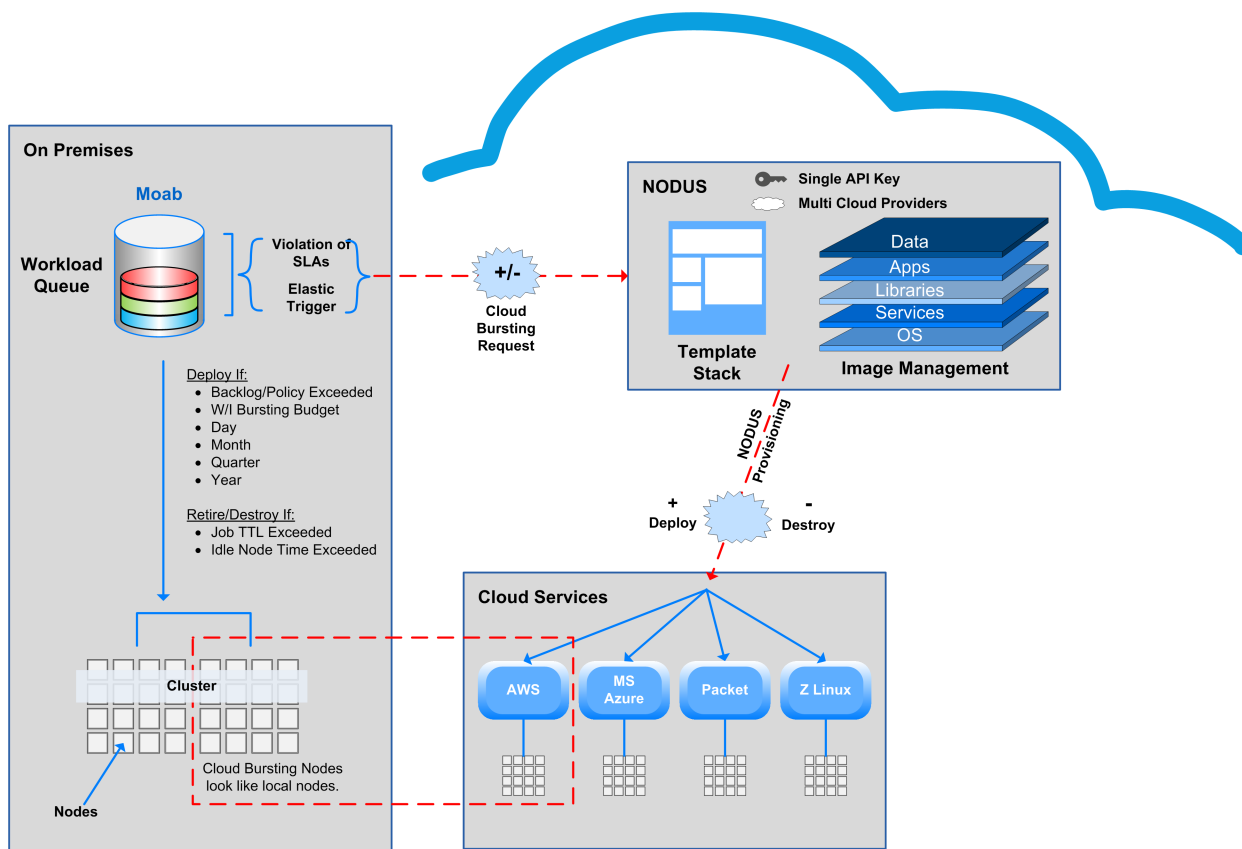 On Premises
Moab
Workload
Queue
Violation of
SLAs
Elastic
Trigger
+/-
Cloud
Bursting
Request
NODUS
Single API Key
Multi Cloud Providers
Template
Stack
Data
Apps
Libraries
Services
OS
Image Management
Deploy If:
• Backlog/Policy Exceeded
• W/I Bursting Budget
• Day
• Month
• Quarter
• Year
Retire/Destroy If:
• Job TTL Exceeded
• Idle Node Time Exceeded
NODUS
Provisioning
+
Deploy
-
Destroy
Cluster
Cloud Bursting Nodes
look like local nodes.
Nodes
Cloud Services
AWS
MS
Azure
Packet
Z Linux